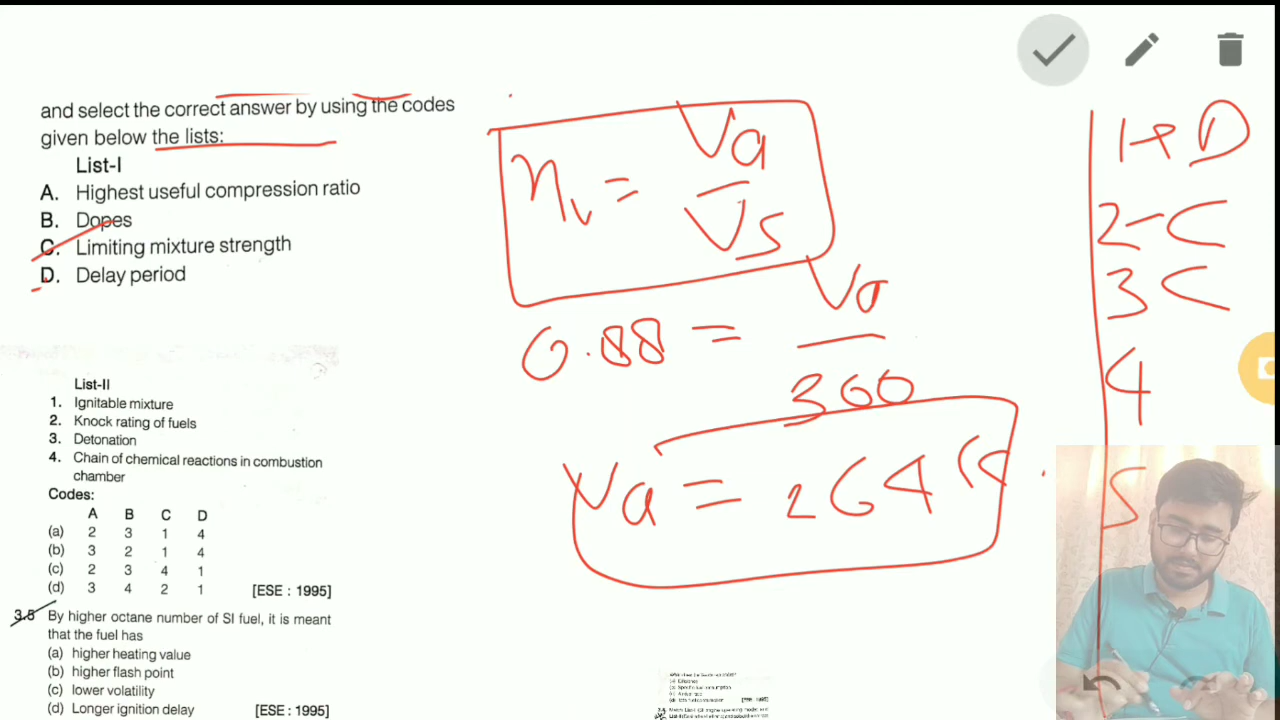 and select the correct answer by using the codes
given below the lists:
List-I
A. Highest useful compression ratio
B. Dopes
C. Limiting mixture strength
D. Delay period
List-II
1. Ignitable mixture
2. Knock rating of fuels
3. Detonation
4. Chain of chemical reactions in combustion
chamber
Codes:
A B C D
(a) 2 3 1 4
(b) 3 2 1 4
(c) 2 3 4 1
(d) 3 4 2 1 [ESE : 1995]
3.5 By higher octane number of SI fuel, it is meant
that the fuel has
(a) higher heating value
(b) higher flash point
(c) lower volatility
(d) Longer ignition delay [ESE : 1995]
ηv = Va
Vs
0.88 = Va
300
Va = 264
1 → D
2 - C
3 C
4
5